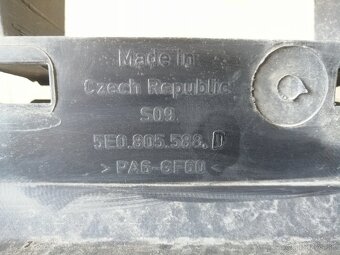 Made in
Czech Republic
S09
5E0.805.588.D
>PA6-GF60<